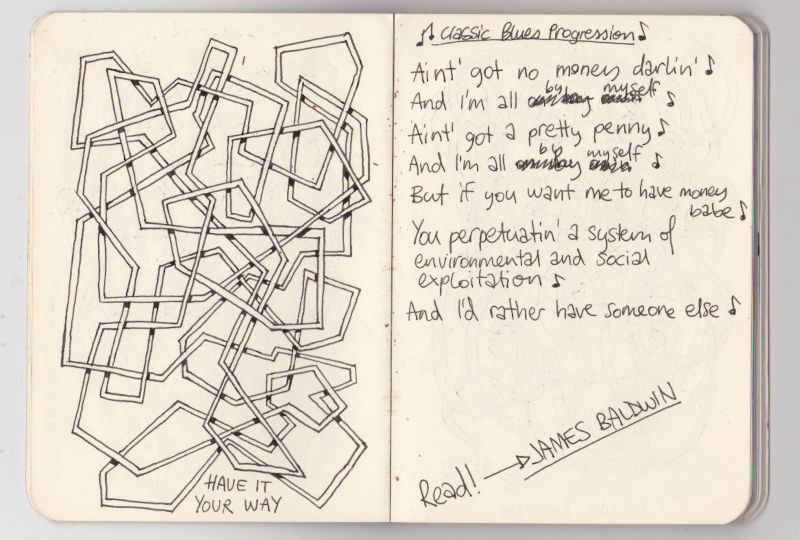 HAVE IT
YOUR WAY
♪ Classic Blues Progression ♪
Aint' got no money darlin' ♪
And I'm all by myself ♪
Aint' got a pretty penny ♪
And I'm all by myself ♪
But if you want me to have money
babe ♪
You perpetuatin' a system of
environmental and social
exploitation ♪
And I'd rather have someone else ♪
Read! → JAMES BALDWIN